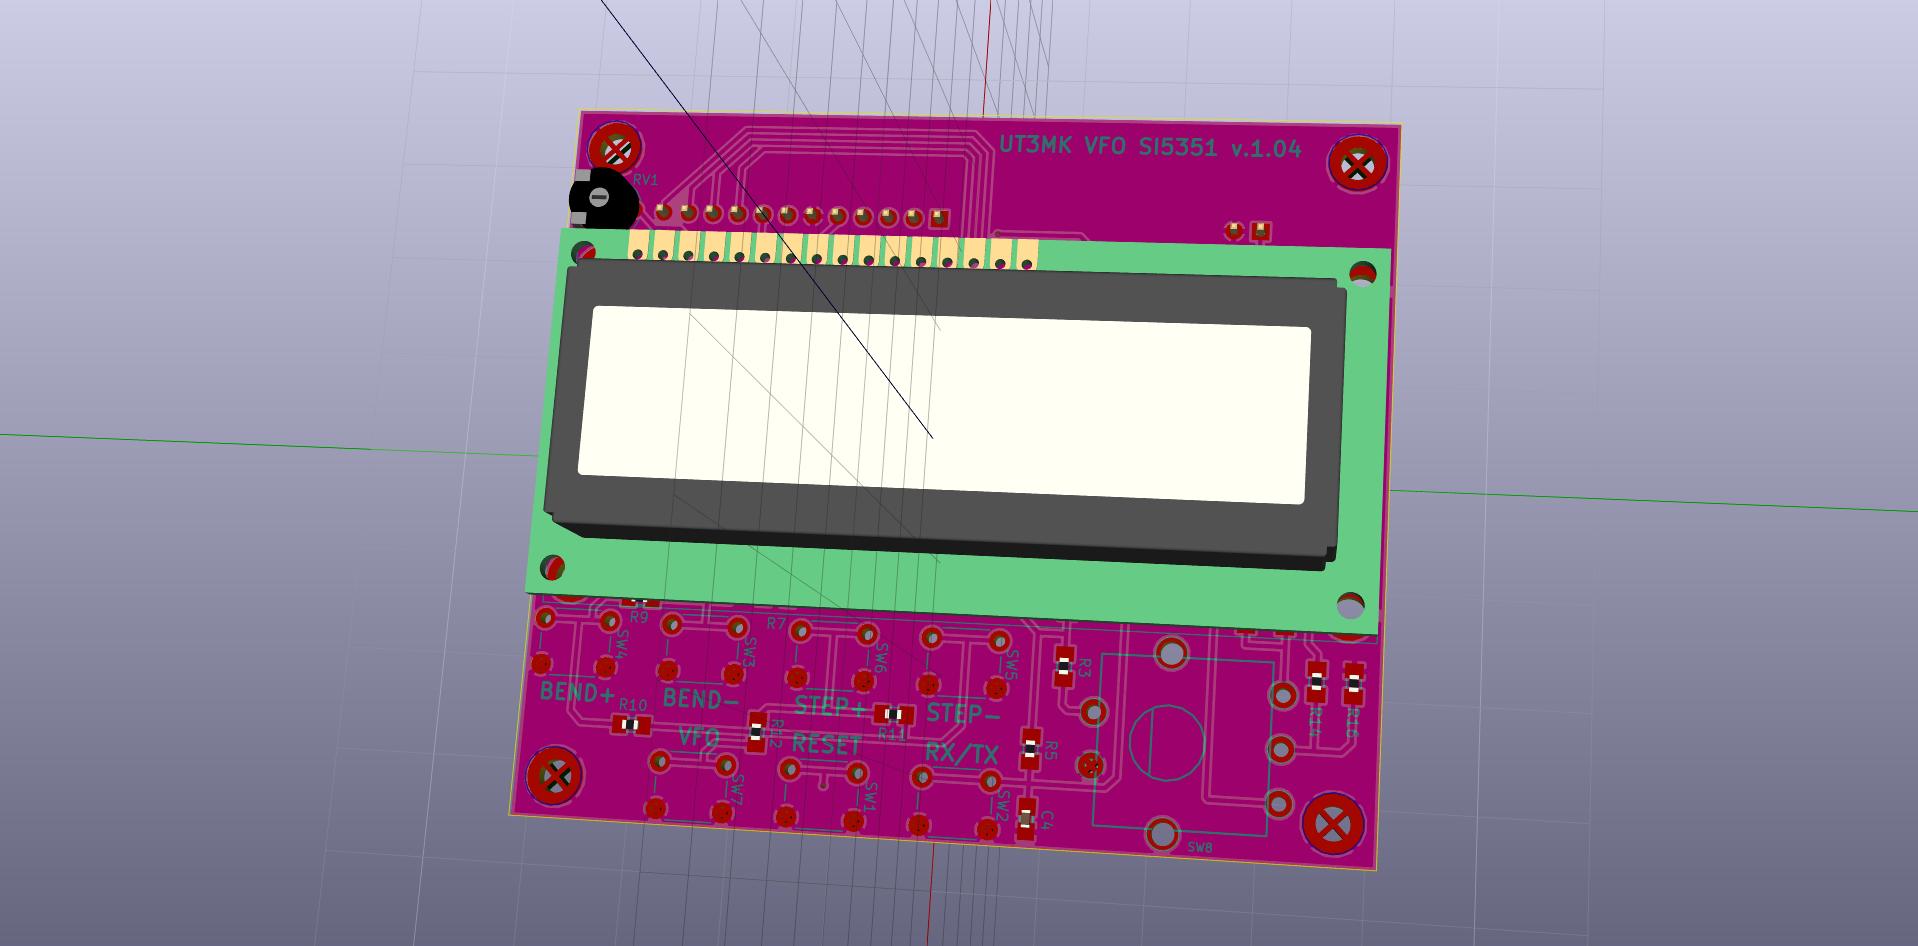 UT3MK VFO SI5351 v.1.04
RV1
R9
R7
SW4
SW3
SW6
SW5
R3
BEND+
BEND-
STEP+
STEP-
R10
R12
R11
R14
R16
VFO
RESET
RX/TX
R5
SW7
SW1
SW2
C4
SW8